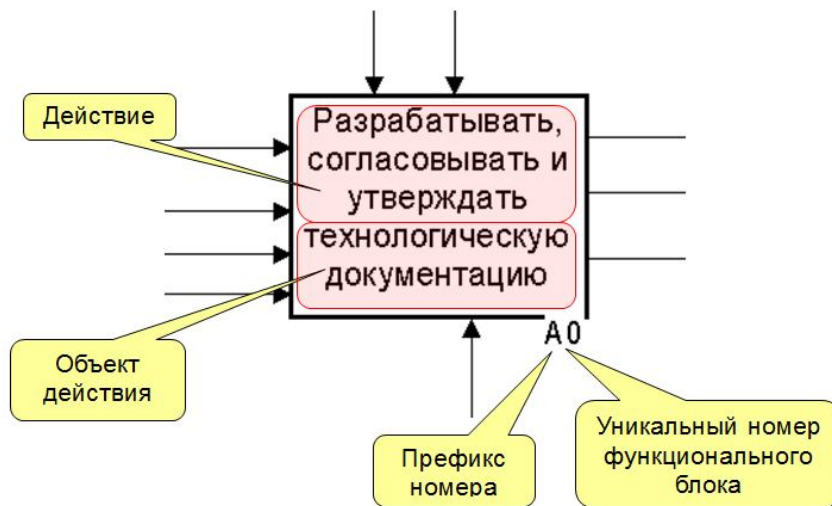 Действие
Разрабатывать,
согласовывать и
утверждать
технологическую
документацию
A0
Объект
действия
Префикс
номера
Уникальный номер
функционального
блока